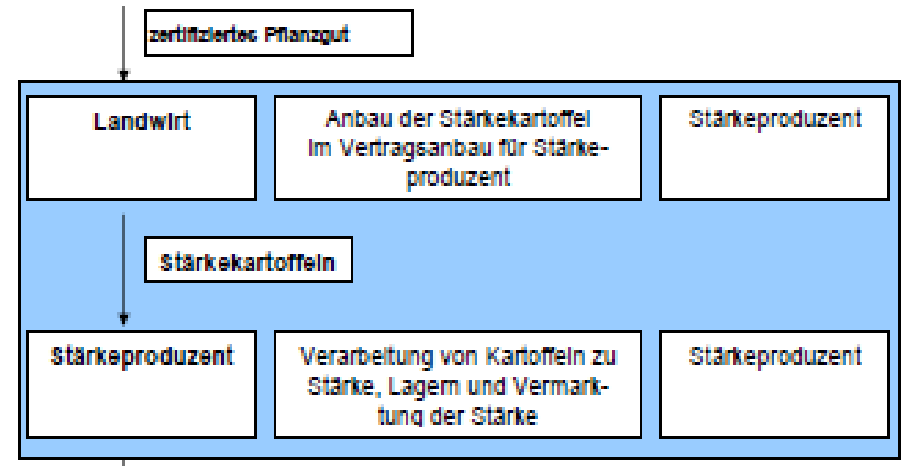 zertifiziertes Pflanzgut
Landwirt
Anbau der Stärkekartoffel
im Vertragsanbau für Stärke-
produzent
Stärkeproduzent
Stärkekartoffeln
Stärkeproduzent
Verarbeitung von Kartoffeln zu
Stärke, Lagern und Vermark-
tung der Stärke
Stärkeproduzent